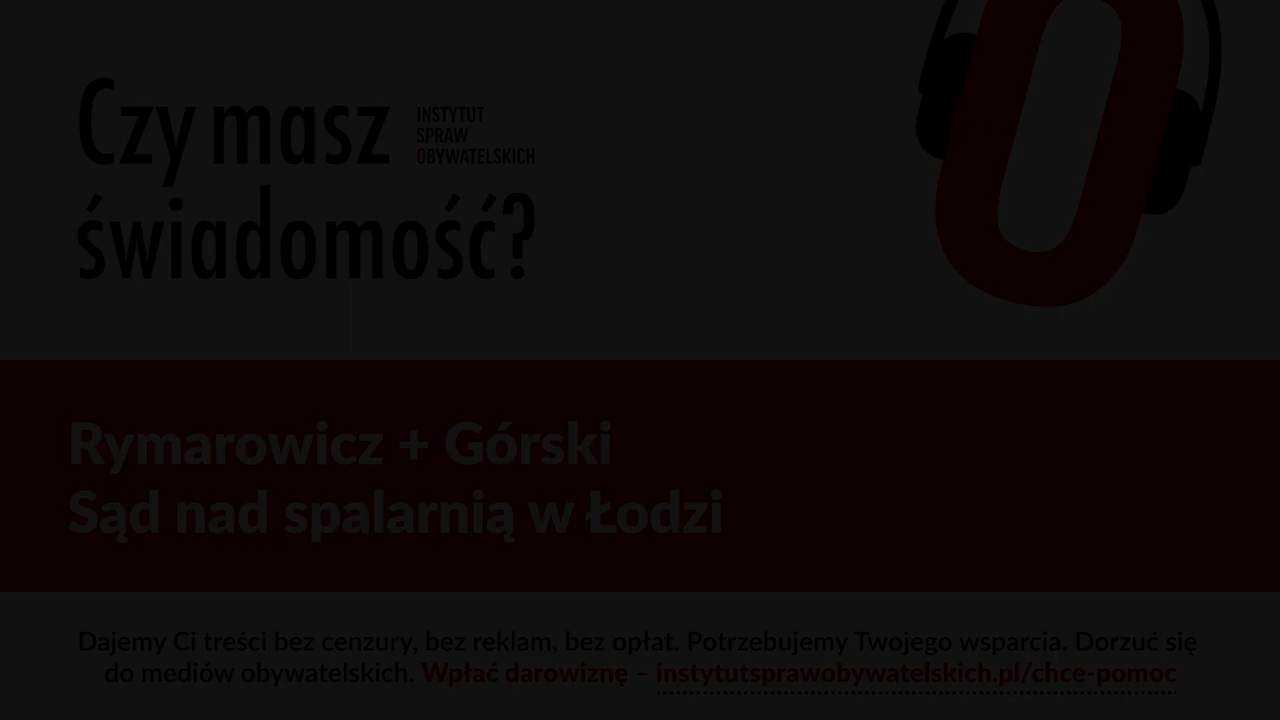 Czy masz
INSTYTUT
SPRAW
OBYWATELSKICH
świadomość?
Rymarowicz + Górski
Sąd nad spalarnią w Łodzi
Dajemy Ci treści bez cenzury, bez reklam, bez opłat. Potrzebujemy Twojego wsparcia. Dorzuć się
do mediów obywatelskich. Wpłać darowiznę – instytutsprawobywatelskich.pl/chce-pomoc